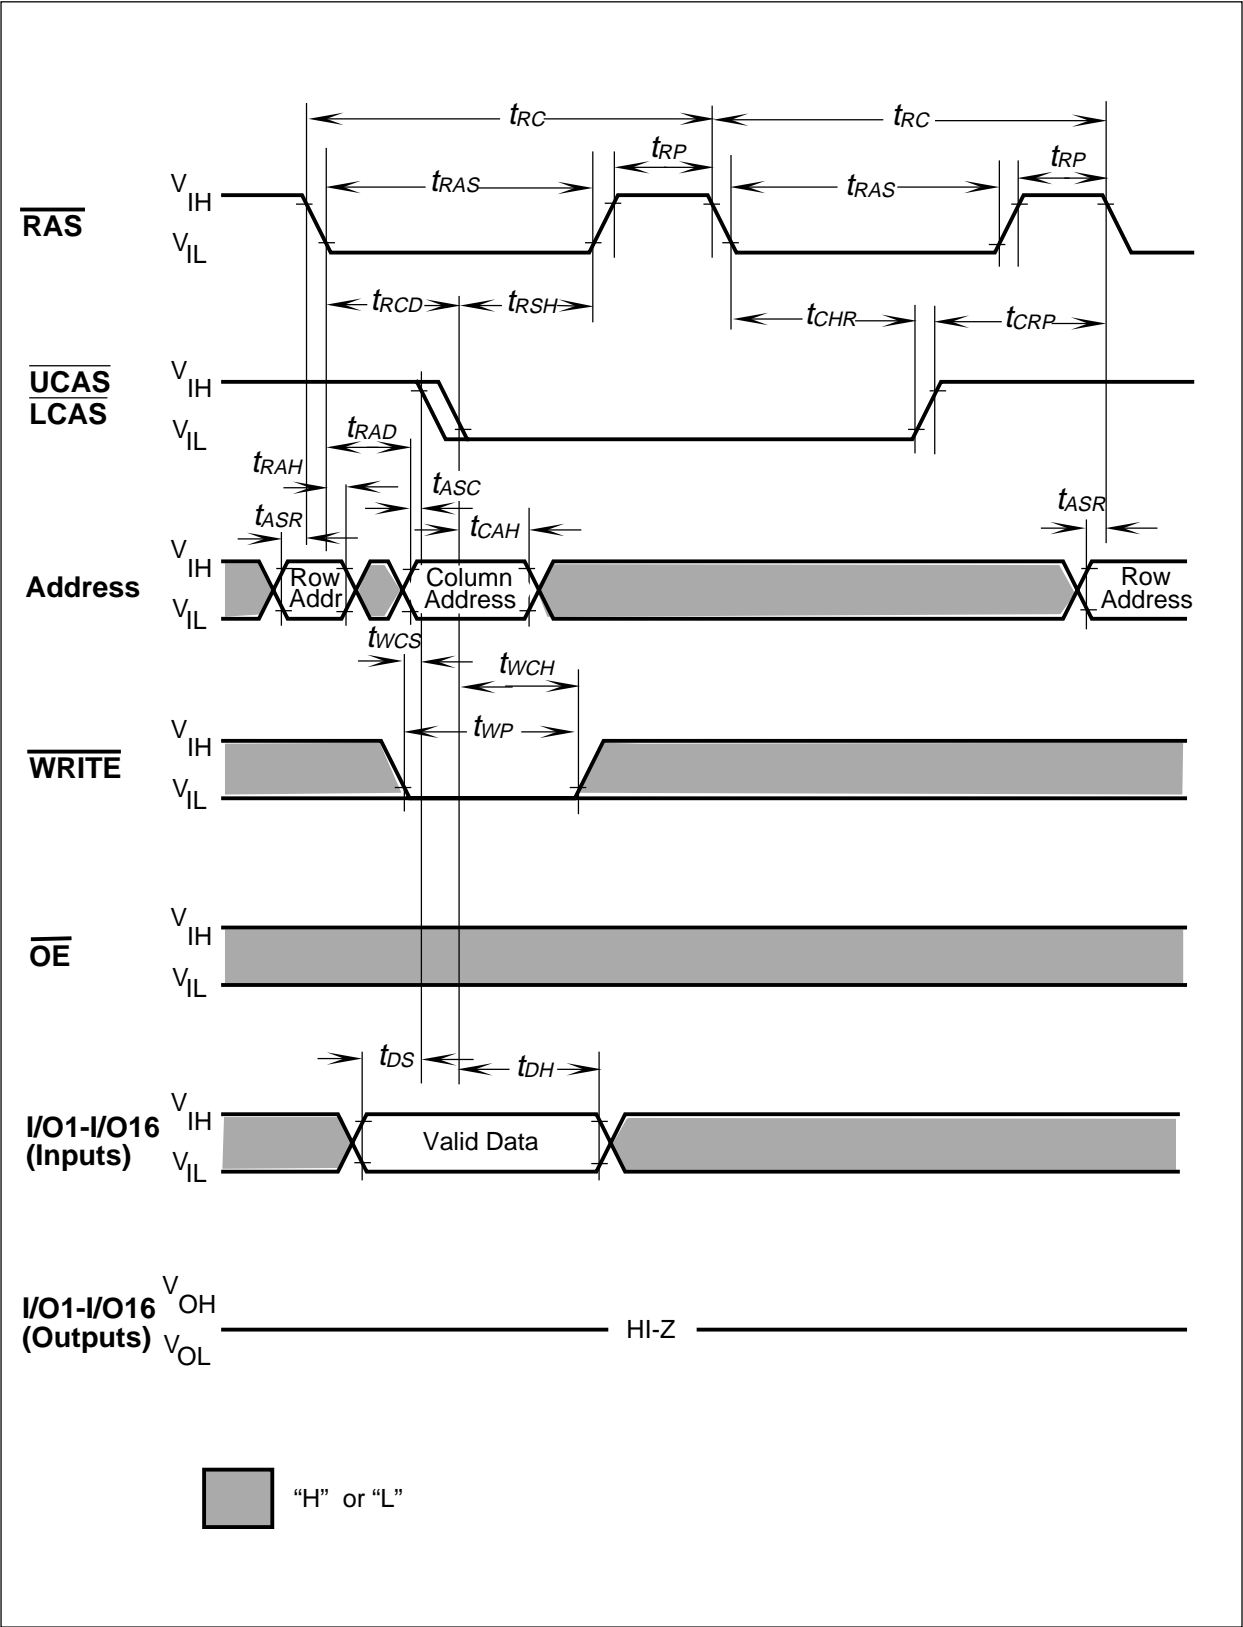 tRC tRC
tRP tRP
tRAS tRAS
VIH
RAS
VIL
tRCD tRSH tCHR tCRP
UCAS VIH
LCAS
VIL
tRAD
tRAH
tASC
tASR tCAH tASR
VIH
Address Row Addr Column Address Row Address
VIL
tWCS
tWCH
tWP
VIH
WRITE
VIL
VIH
OE
VIL
tDS tDH
I/O1-I/O16 VIH
(Inputs) Valid Data
VIL
VOH
I/O1-I/O16
(Outputs) HI-Z
VOL
“H” or “L”